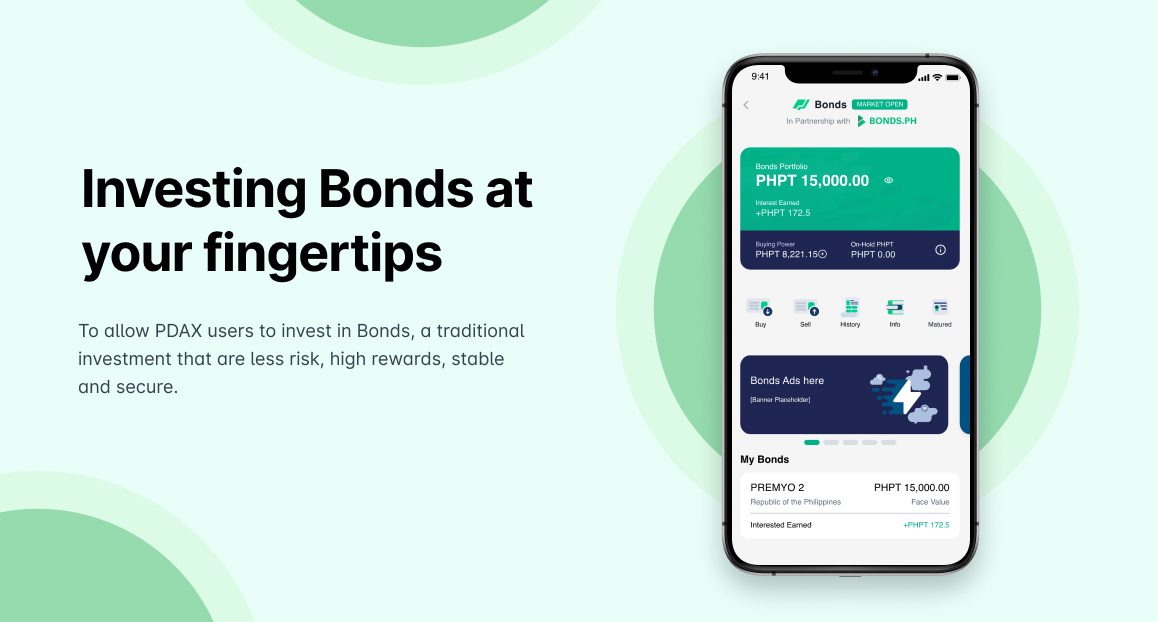 Investing Bonds at
your fingertips
To allow PDAX users to invest in Bonds, a traditional
investment that are less risk, high rewards, stable
and secure.
9:41
Bonds MARKET OPEN
In Partnership with BONDS.PH
Bonds Portfolio
PHPT 15,000.00
Interest Earned
+PHPT 172.5
Buying Power On-Hold PHPT
PHPT 8,221.15 PHPT 0.00
Buy Sell History Info Matured
Bonds Ads here
[Banner Placeholder]
My Bonds
PREMYO 2 PHPT 15,000.00
Republic of the Philippines Face Value
Interested Earned +PHPT 172.5